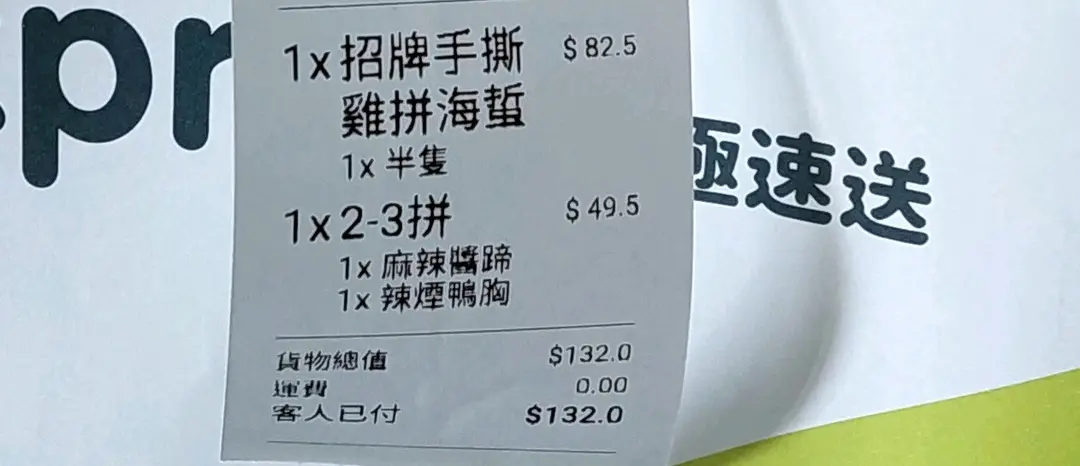 pr
1x 招牌手撕 $ 82.5
雞拼海蜇
1x 半隻
1x 2-3拼 $ 49.5
1x 麻辣醬蹄
1x 辣煙鴨胸
貨物總值 $132.0
運費 0.00
客人已付 $132.0
極速送